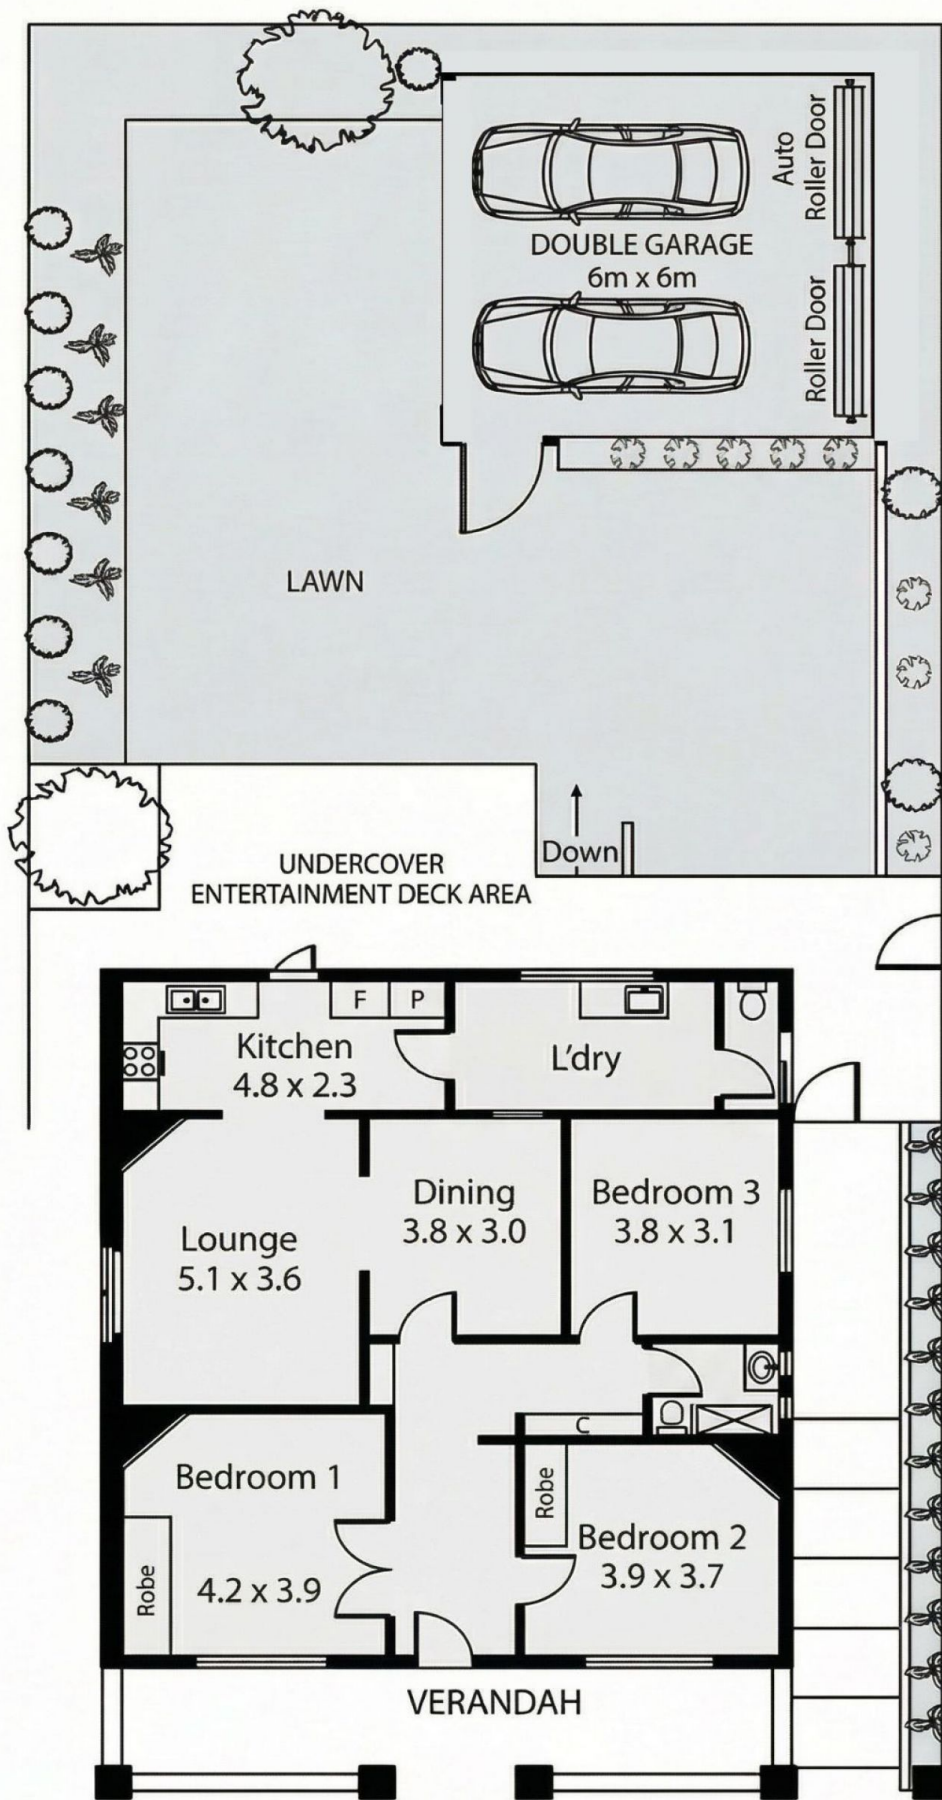 Auto
Roller Door
DOUBLE GARAGE
6m x 6m
Roller Door
LAWN
Down
UNDERCOVER
ENTERTAINMENT DECK AREA
F
P
Kitchen
4.8 x 2.3
L'dry
Dining
3.8 x 3.0
Bedroom 3
3.8 x 3.1
Lounge
5.1 x 3.6
C
Bedroom 1
4.2 x 3.9
Robe
Robe
Bedroom 2
3.9 x 3.7
VERANDAH